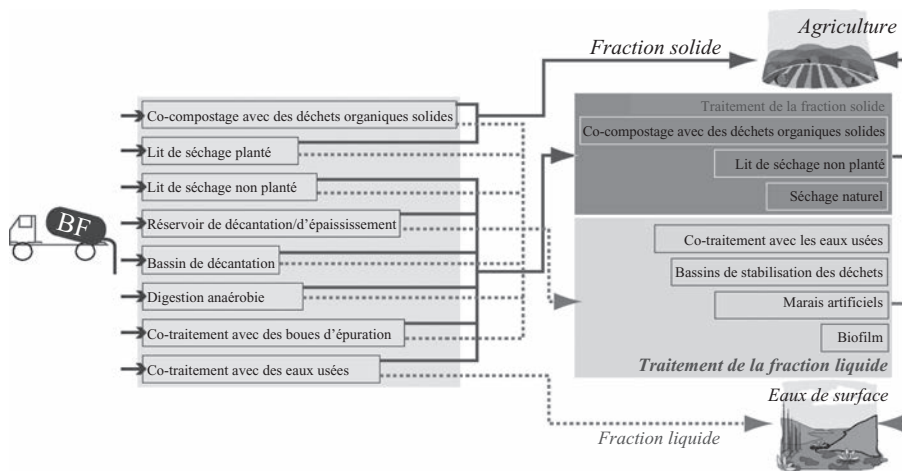 Agriculture
Fraction solide
Traitement de la fraction solide
Co-compostage avec des déchets organiques solides
Lit de séchage planté
Lit de séchage non planté
Réservoir de décantation/d'épaississement
Bassin de décantation
Digestion anaérobie
Co-traitement avec des boues d'épuration
Co-traitement avec des eaux usées
BF
Co-compostage avec des déchets organiques solides
Lit de séchage non planté
Séchage naturel
Co-traitement avec les eaux usées
Bassins de stabilisation des déchets
Marais artificiels
Biofilm
Traitement de la fraction liquide
Eaux de surface
Fraction liquide